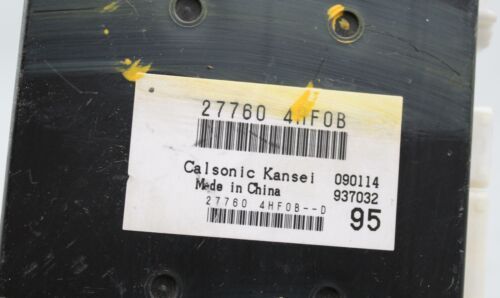 27760 4HF0B
Calsonic Kansei 090114
Made in China 937032
27760 4HF0B--D 95